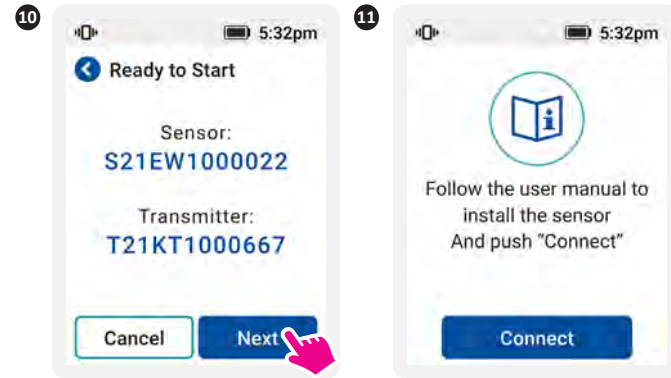 10
5:32pm
Ready to Start
Sensor:
S21EW1000022
Transmitter:
T21KT1000667
Cancel
Next
11
5:32pm
i
Follow the user manual to
install the sensor
And push “Connect”
Connect